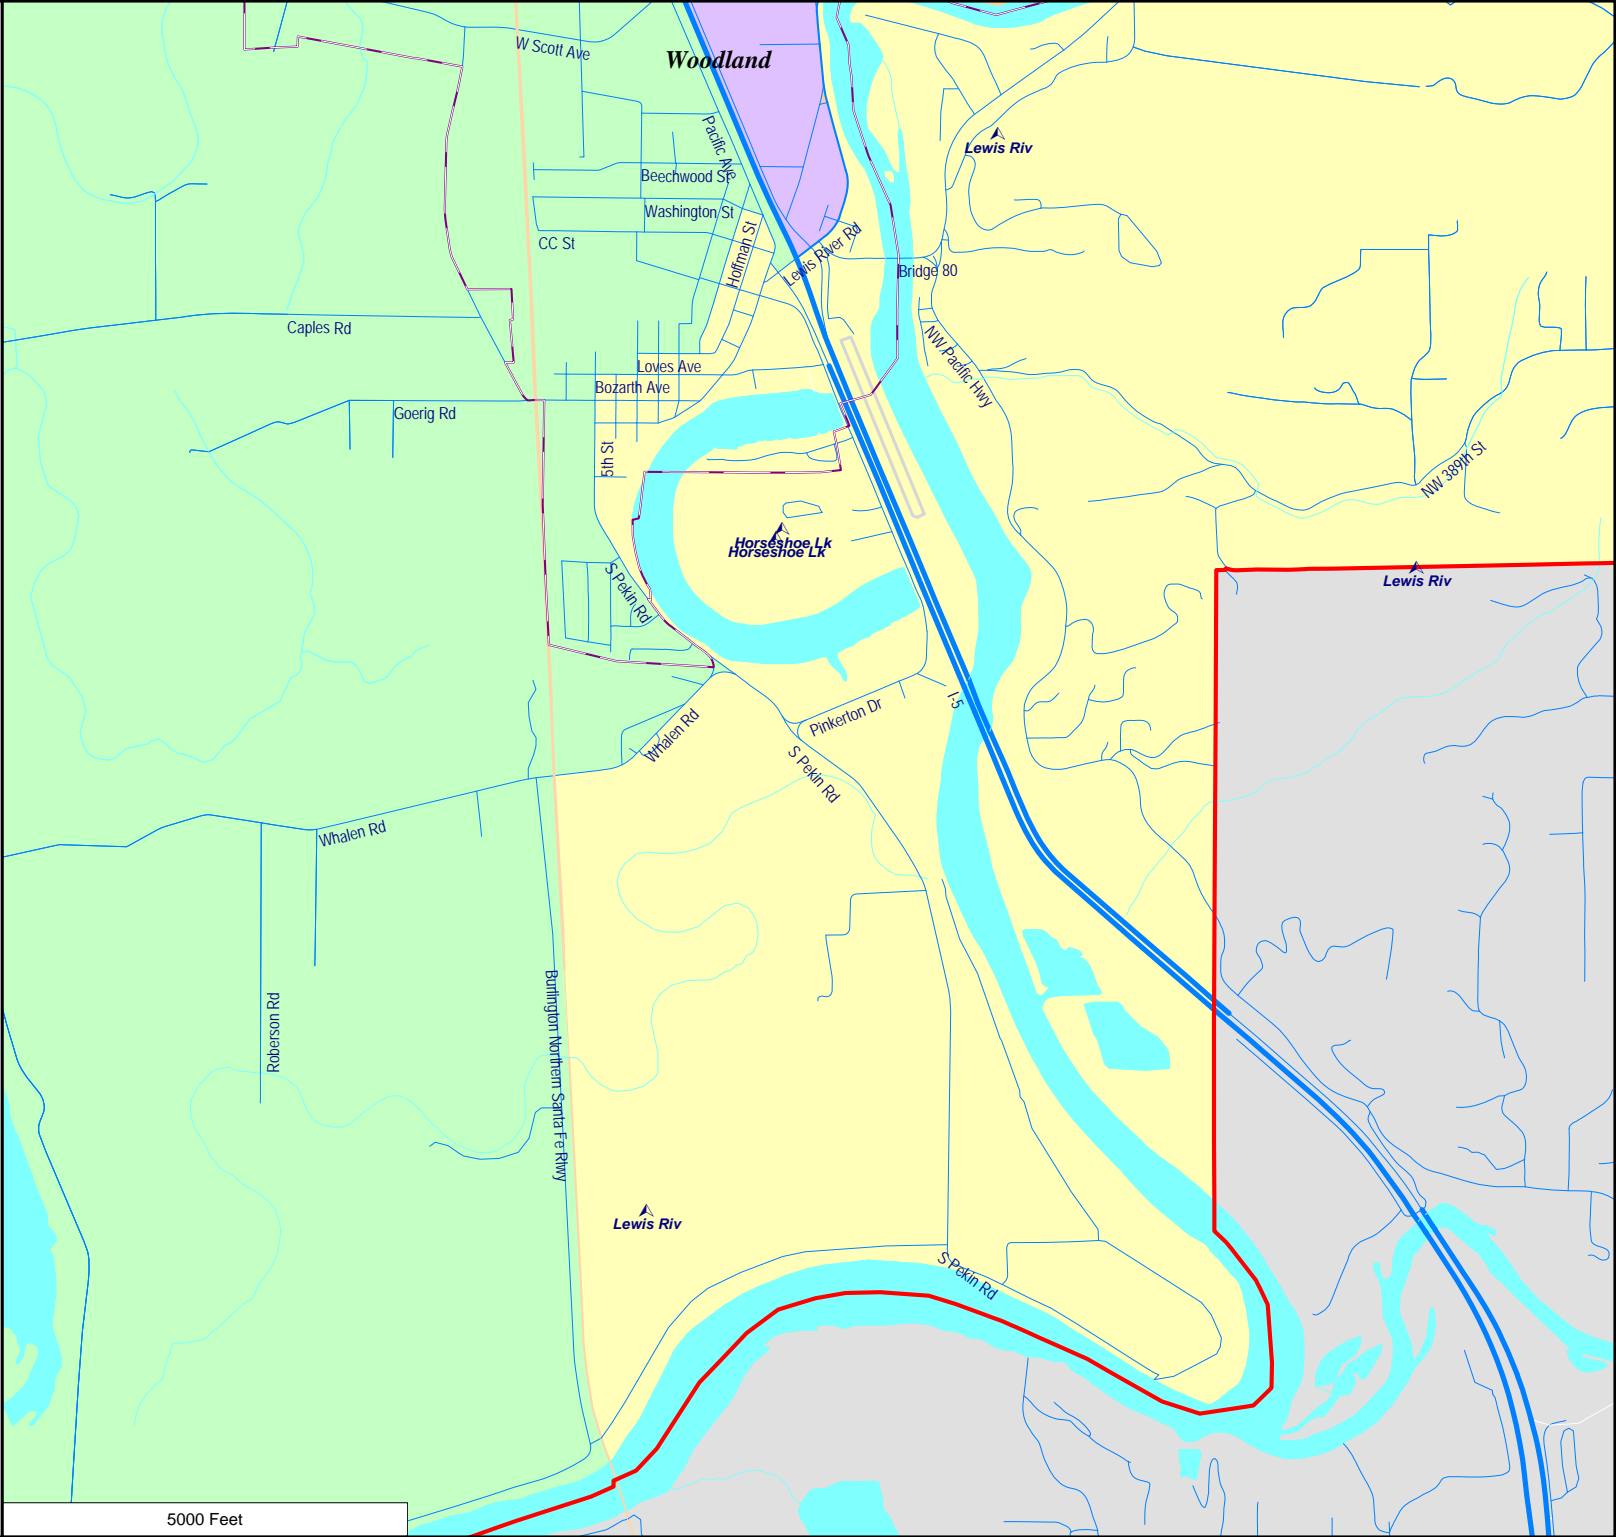 W Scott Ave
Woodland
Pacific Ave
Lewis Riv
Beechwood St
Washington St
CC St
Hoffman St
Lewis River Rd
Bridge 80
Caples Rd
NW Pacific Hwy
Loves Ave
Bozarth Ave
Goerig Rd
5th St
NW 389th St
Horseshoe Lk
Horseshoe Lk
S Pekin Rd
Lewis Riv
I-5
Pinkerton Dr
Whalen Rd
S Pekin Rd
Whalen Rd
Roberson Rd
Burlington Northern Santa Fe Rlwy
Lewis Riv
S Pekin Rd
5000 Feet